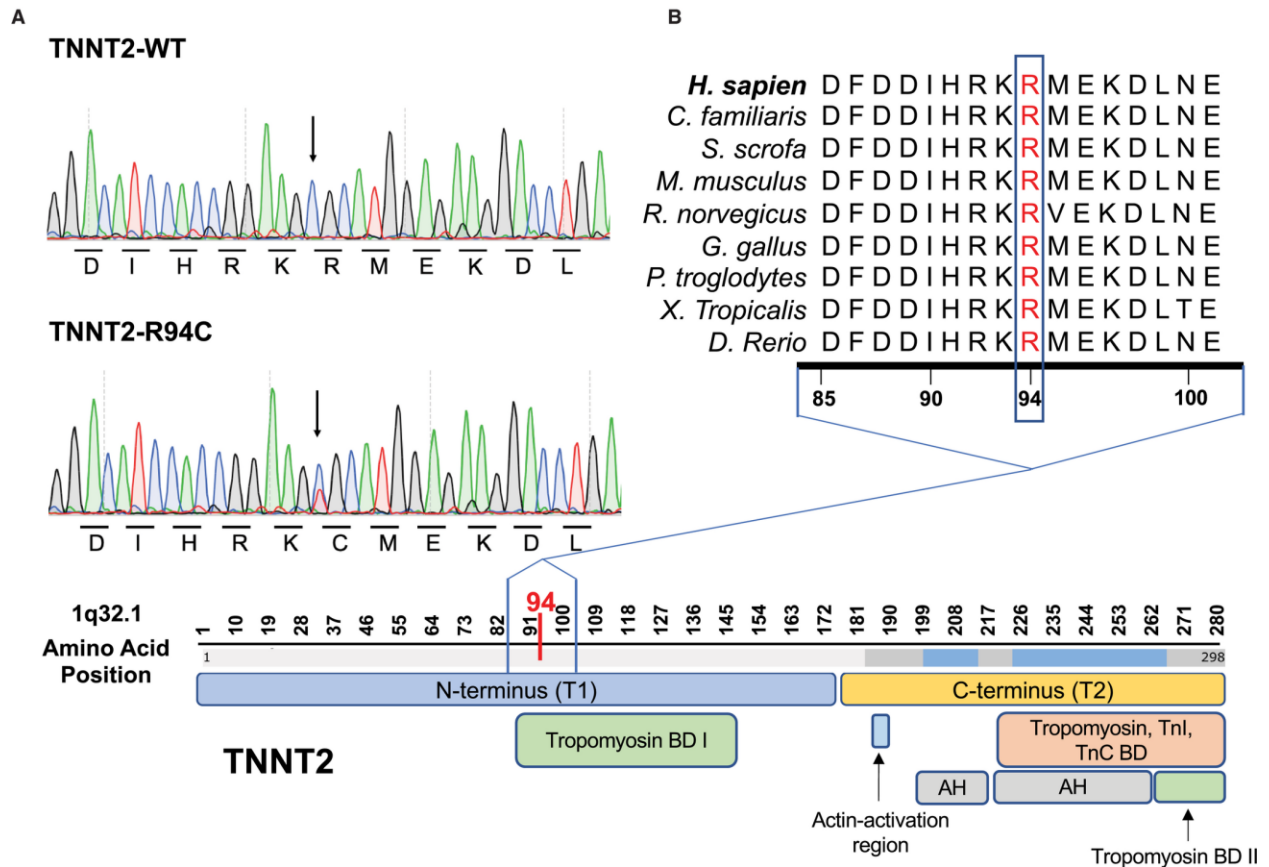 A
TNNT2-WT
D I H R K R M E K D L
TNNT2-R94C
D I H R K C M E K D L
B
H. sapien D F D D I H R K R M E K D L N E
C. familiaris D F D D I H R K R M E K D L N E
S. scrofa D F D D I H R K R M E K D L N E
M. musculus D F D D I H R K R M E K D L N E
R. norvegicus D F D D I H R K R V E K D L N E
G. gallus D F D D I H R K R M E K D L N E
P. troglodytes D F D D I H R K R M E K D L N E
X. Tropicalis D F D D I H R K R M E K D L T E
D. Rerio D F D D I H R K R M E K D L N E
85 90 94 100
94
1q32.1
Amino Acid
Position
1 10 19 28 37 46 55 64 73 82 91 100 109 118 127 136 145 154 163 172 181 190 199 208 217 226 235 244 253 262 271 280
1 298
N-terminus (T1) C-terminus (T2)
Tropomyosin BD I
Tropomyosin, TnI,
TnC BD
TNNT2
AH AH
Actin-activation
region
Tropomyosin BD II